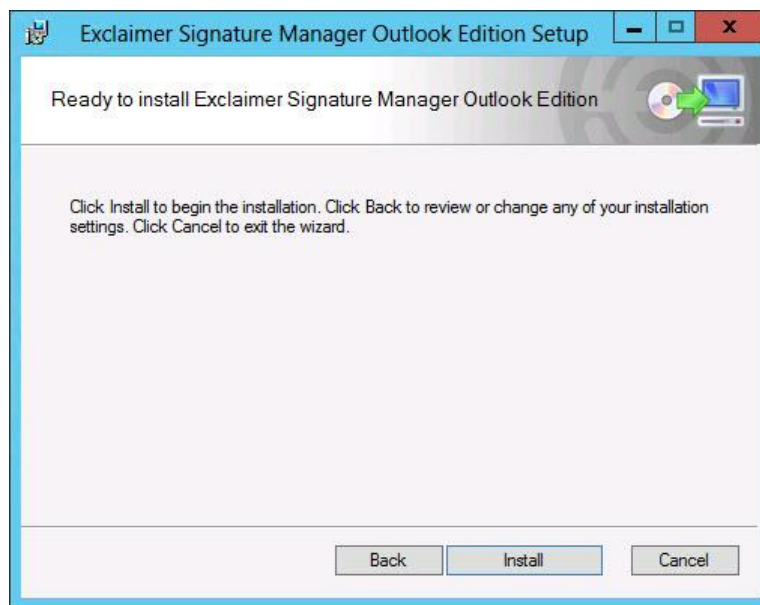 Exclaimer Signature Manager Outlook Edition Setup
Ready to install Exclaimer Signature Manager Outlook Edition
Click Install to begin the installation. Click Back to review or change any of your installation
settings. Click Cancel to exit the wizard.
Back Install Cancel